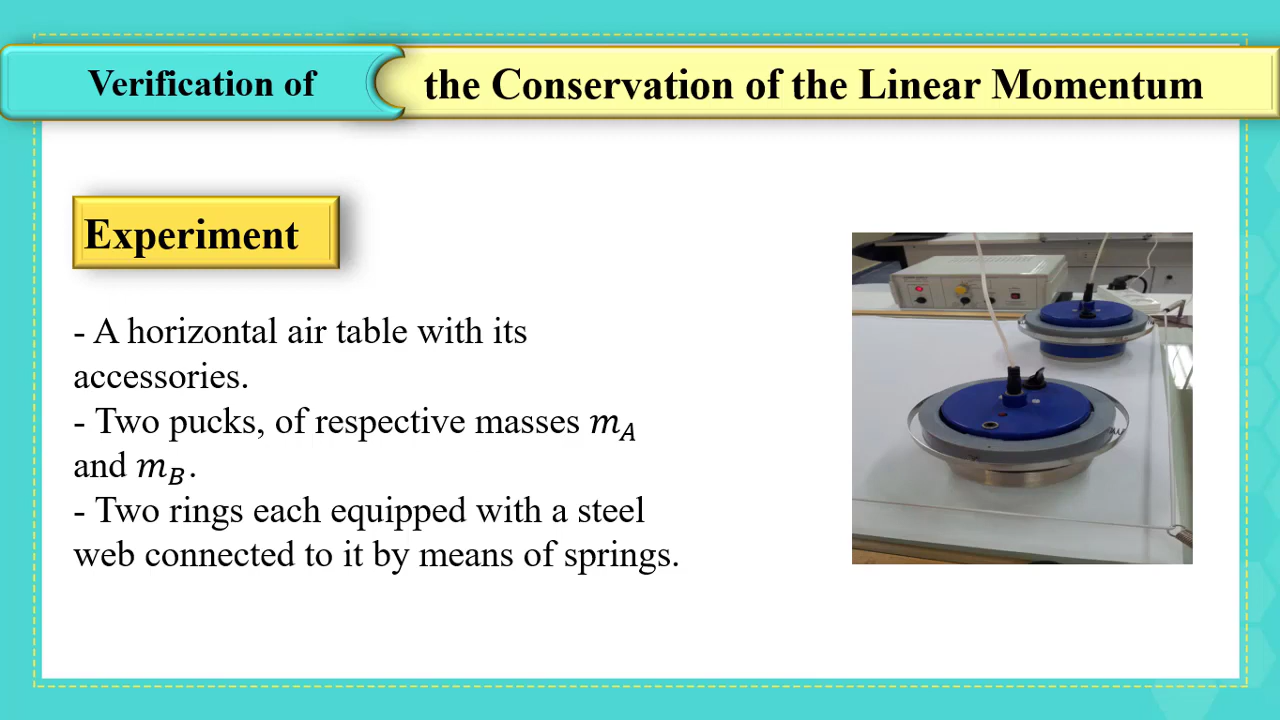 Verification of the Conservation of the Linear Momentum
Experiment
- A horizontal air table with its
accessories.
- Two pucks, of respective masses m_A
and m_B.
- Two rings each equipped with a steel
web connected to it by means of springs.